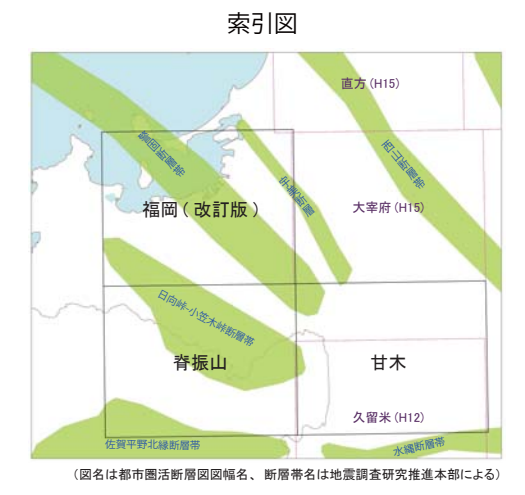 索引図
直方(H15)
警固断層帯
西山断層帯
宇美断層
福岡(改訂版)
大宰府(H15)
日向峠-小笠木峠断層帯
脊振山
甘木
久留米(H12)
佐賀平野北縁断層帯
水縄断層帯
(図名は都市圏活断層図図幅名、断層帯名は地震調査研究推進本部による)